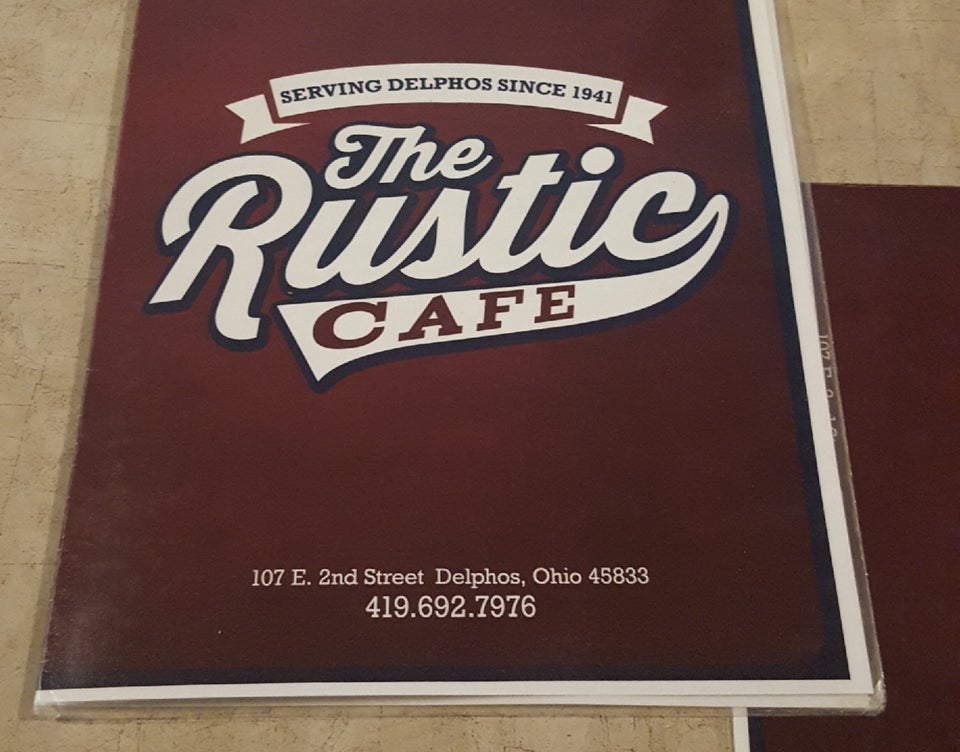 SERVING DELPHOS SINCE 1941
The
Rustic
CAFE
107 E. 2nd Street Delphos, Ohio 45833
419.692.7976